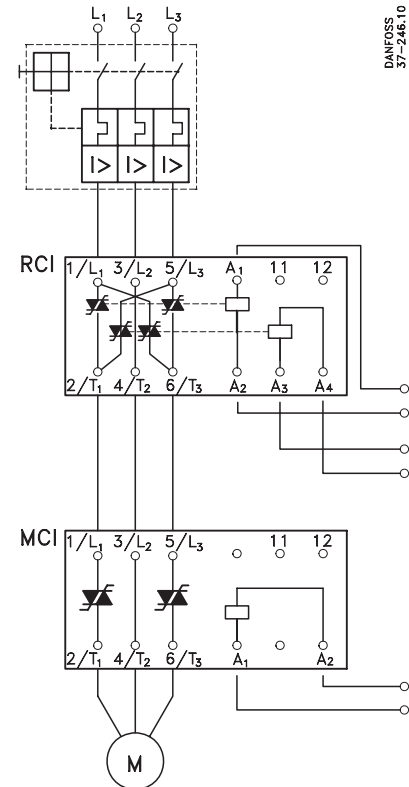 L1 L2 L3
DANFOSS
37-246.10
I> I> I>
RCI
1/L1 3/L2 5/L3 A1 11 12
2/T1 4/T2 6/T3 A2 A3 A4
MCI
1/L1 3/L2 5/L3 11 12
2/T1 4/T2 6/T3 A1 A2
M